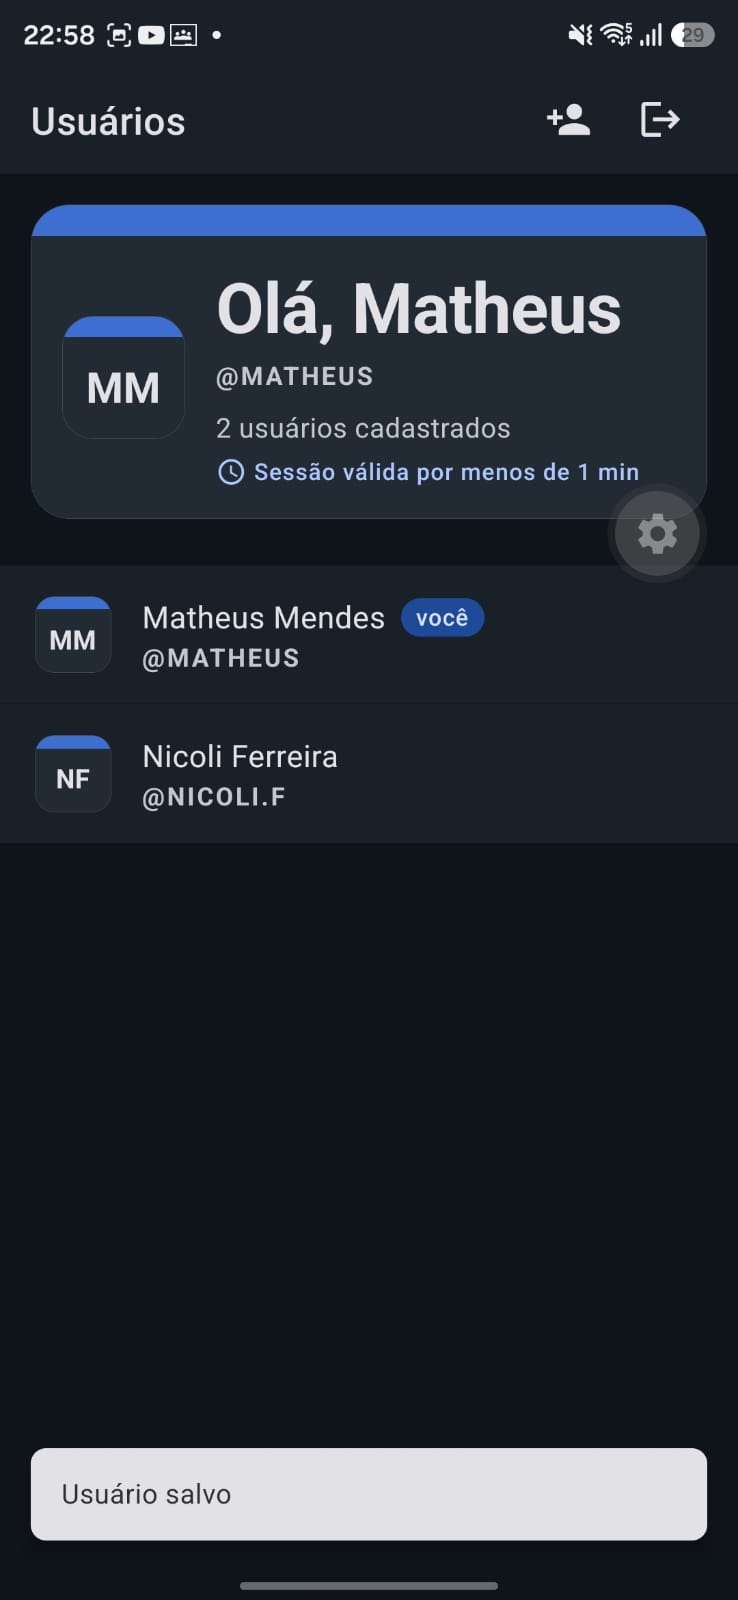 22:58
5
29
Usuários
Olá, Matheus
MM
@MATHEUS
2 usuários cadastrados
Sessão válida por menos de 1 min
MM
Matheus Mendes
você
@MATHEUS
NF
Nicoli Ferreira
@NICOLI.F
Usuário salvo